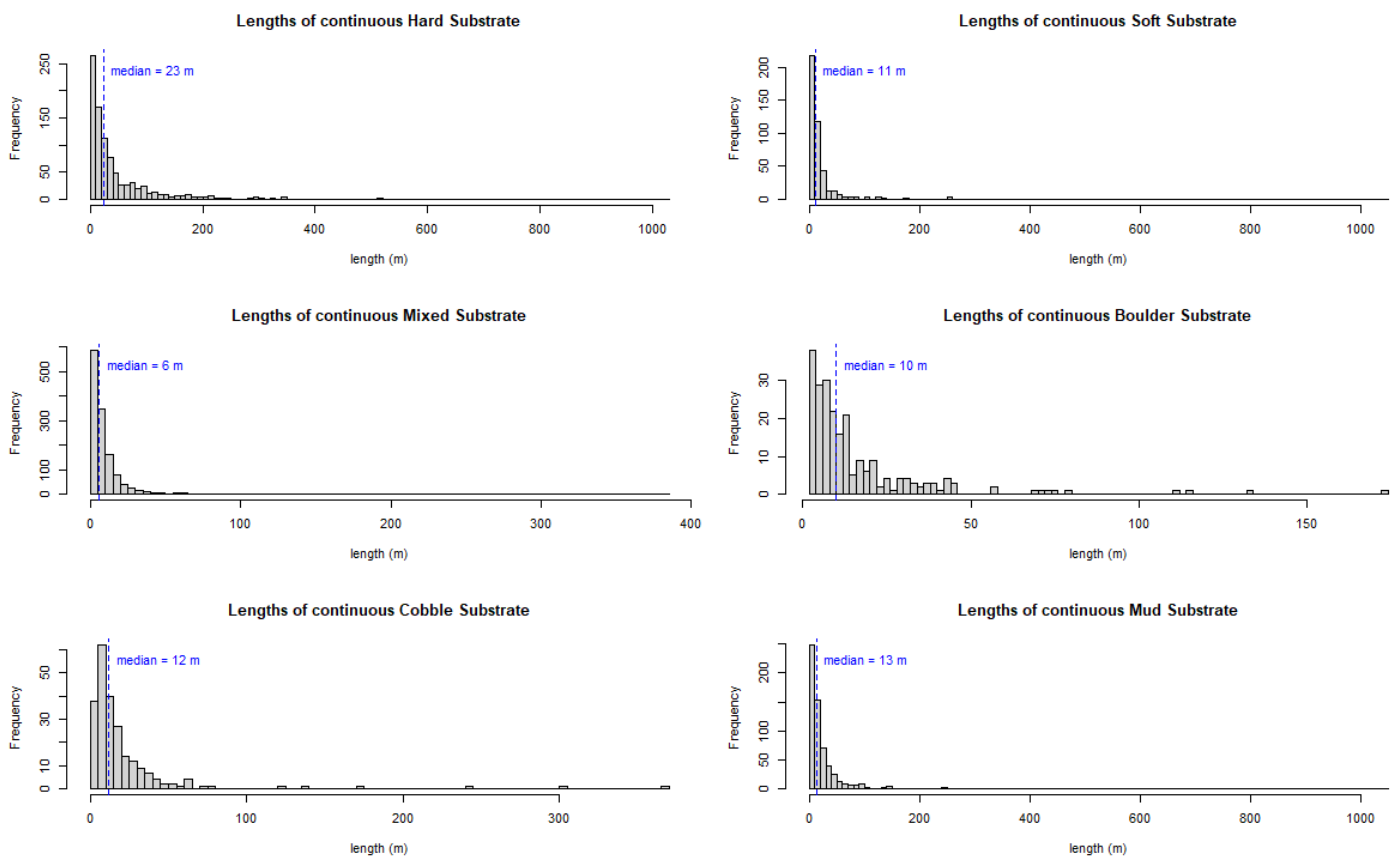 Lengths of continuous Hard Substrate
median = 23 m
Frequency
250
150
50
0
0 200 400 600 800 1000
length (m)
Lengths of continuous Soft Substrate
median = 11 m
Frequency
200
150
100
50
0
0 200 400 600 800 1000
length (m)
Lengths of continuous Mixed Substrate
median = 6 m
Frequency
500
300
100
0
0 100 200 300 400
length (m)
Lengths of continuous Boulder Substrate
median = 10 m
Frequency
30
20
10
0
0 50 100 150
length (m)
Lengths of continuous Cobble Substrate
median = 12 m
Frequency
50
30
10
0
0 100 200 300
length (m)
Lengths of continuous Mud Substrate
median = 13 m
Frequency
200
100
50
0
0 200 400 600 800 1000
length (m)